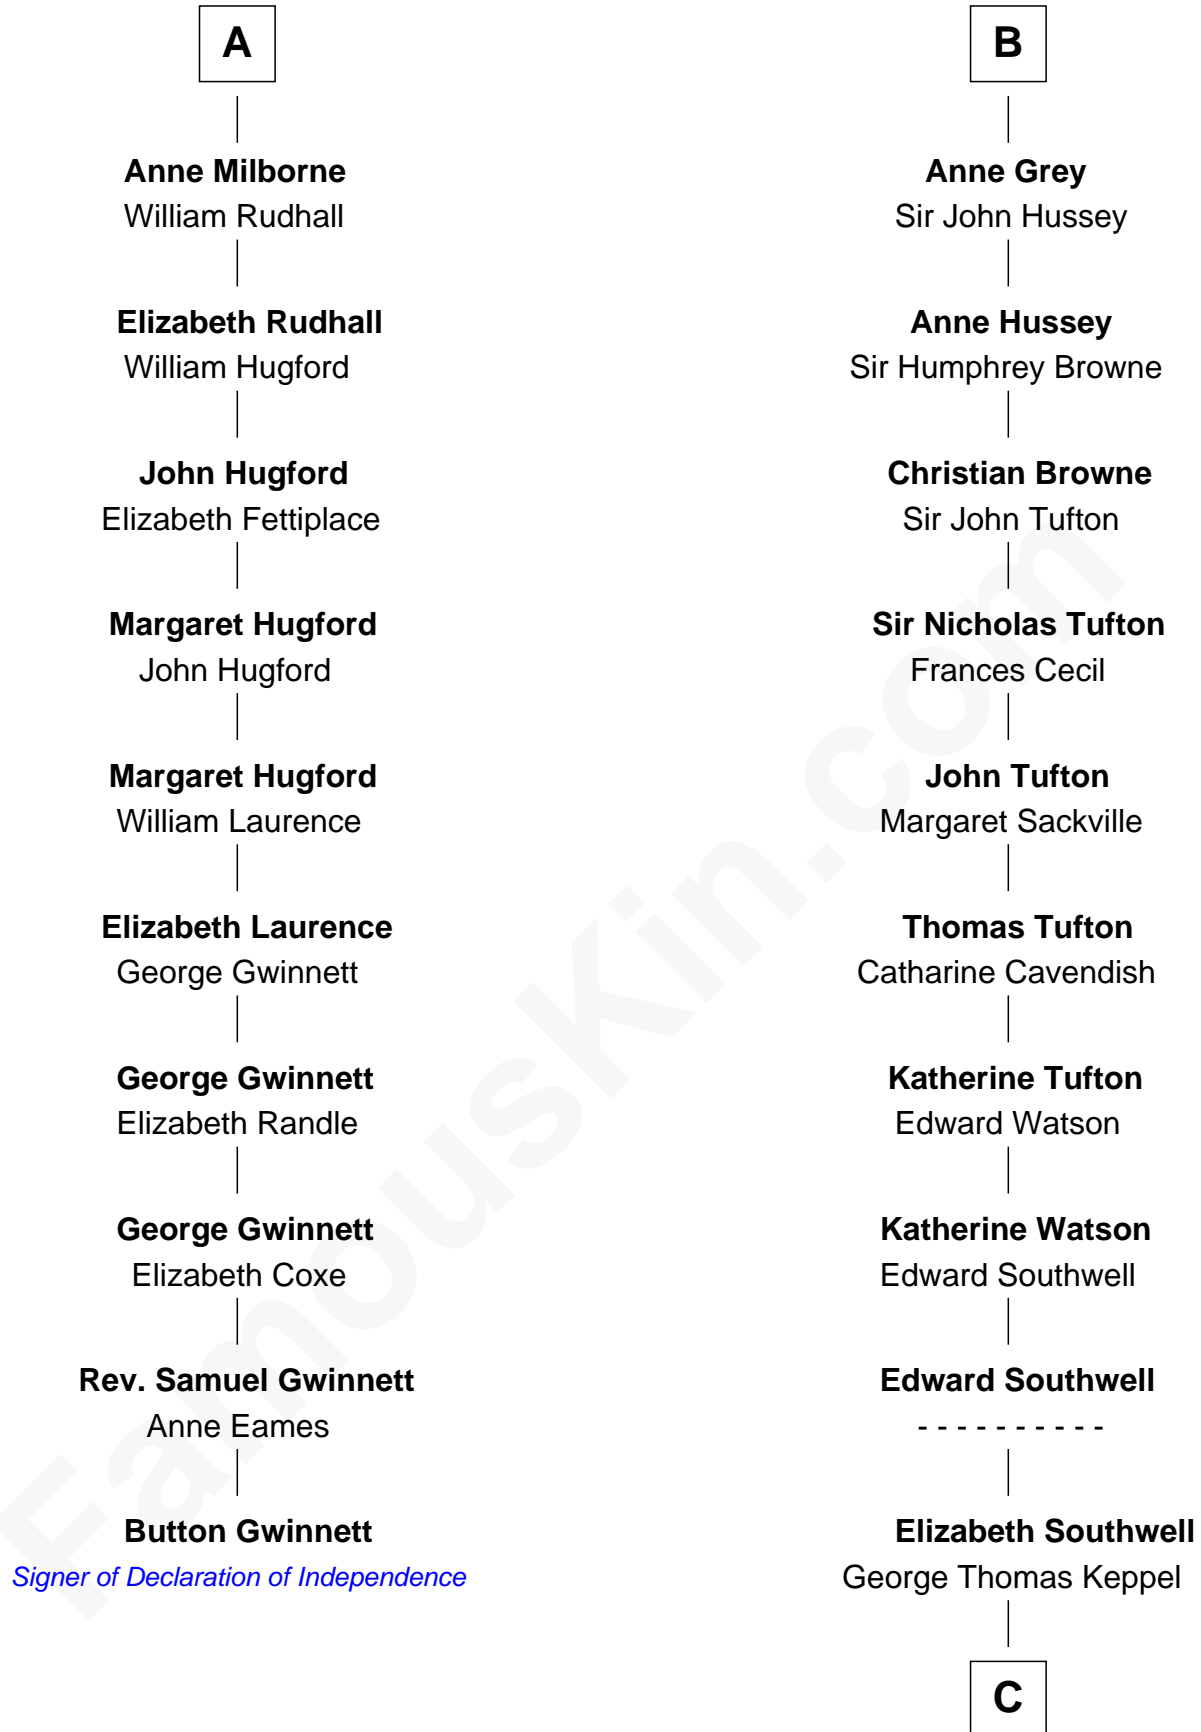 A
Anne Milborne
William Rudhall
Elizabeth Rudhall
William Hugford
John Hugford
Elizabeth Fettiplace
Margaret Hugford
John Hugford
Margaret Hugford
William Laurence
Elizabeth Laurence
George Gwinnett
George Gwinnett
Elizabeth Randle
George Gwinnett
Elizabeth Coxe
Rev. Samuel Gwinnett
Anne Eames
Button Gwinnett
Signer of Declaration of Independence
B
Anne Grey
Sir John Hussey
Anne Hussey
Sir Humphrey Browne
Christian Browne
Sir John Tufton
Sir Nicholas Tufton
Frances Cecil
John Tufton
Margaret Sackville
Thomas Tufton
Catharine Cavendish
Katherine Tufton
Edward Watson
Katherine Watson
Edward Southwell
Edward Southwell
- - - - - - - - - -
Elizabeth Southwell
George Thomas Keppel
C
FamousKin.com